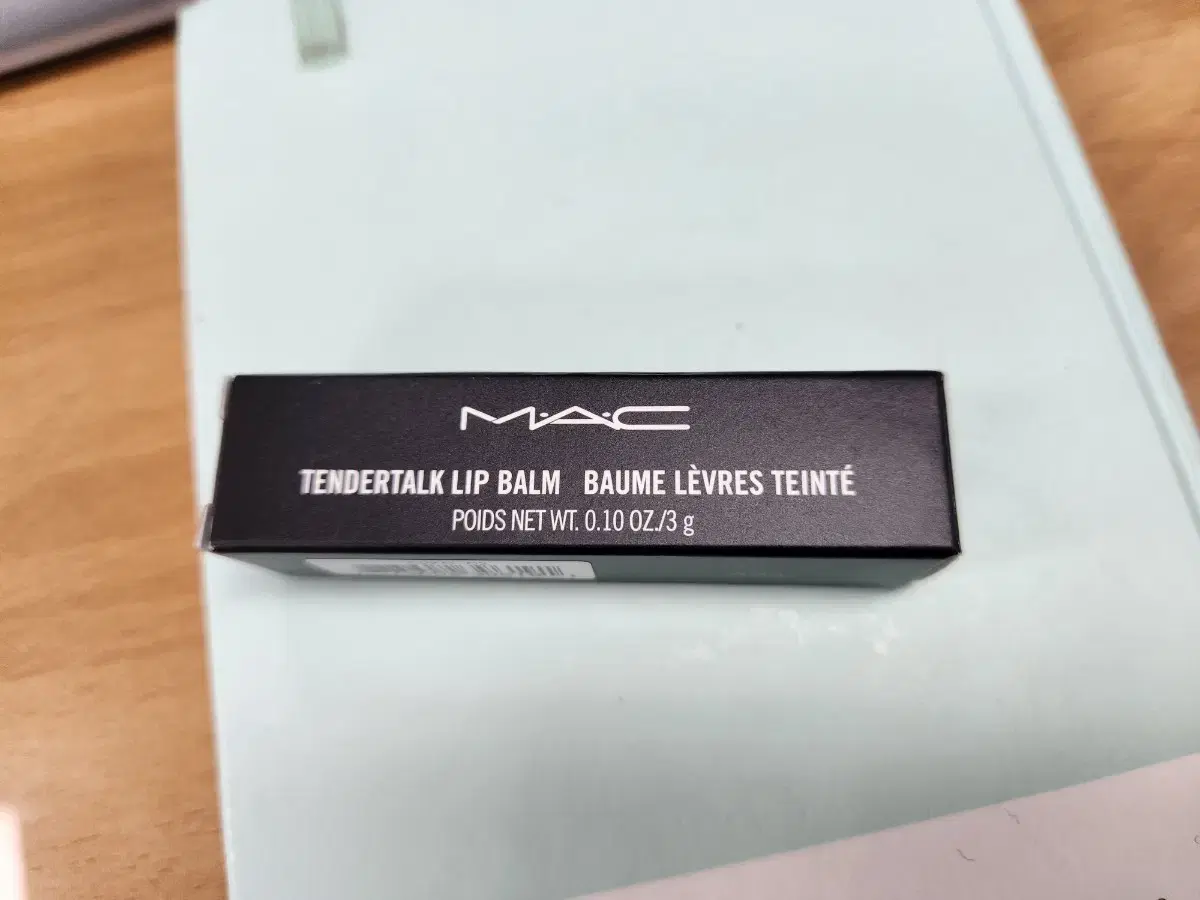 M·A·C
TENDERTALK LIP BALM BAUME LÈVRES TEINTÉ
POIDS NET WT. 0.10 OZ./3 g